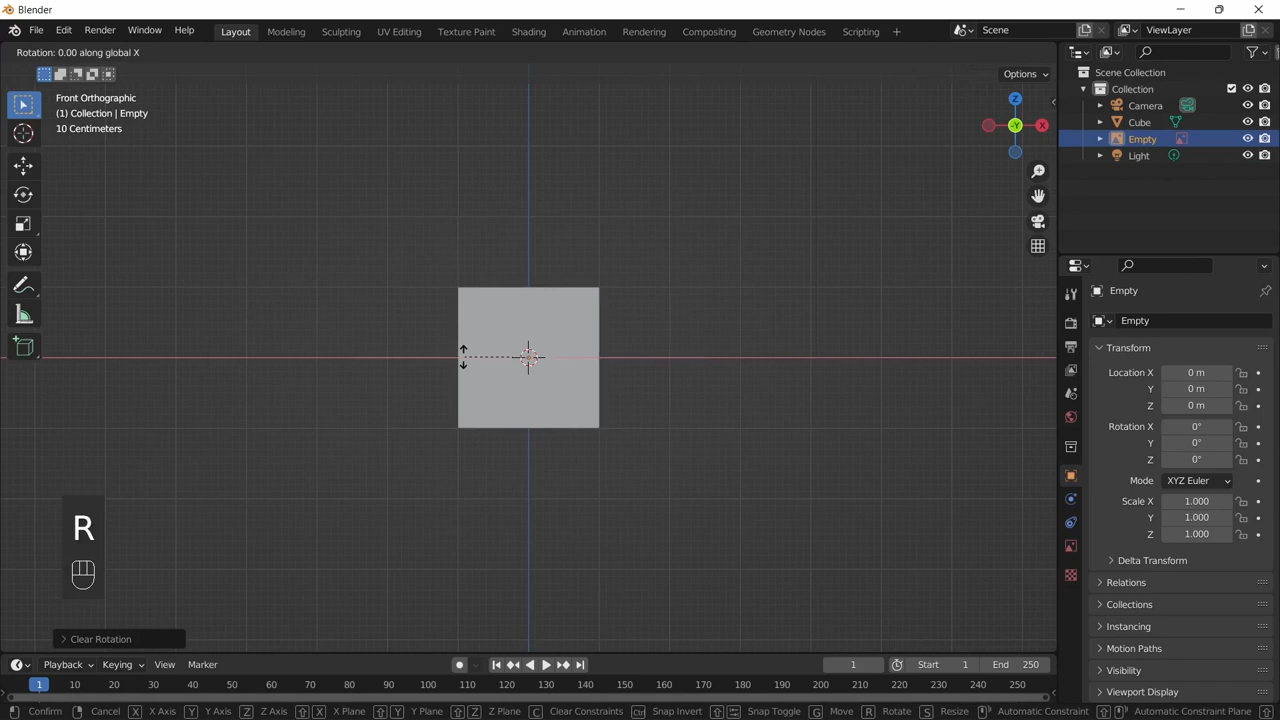 Blender
File Edit Render Window Help Layout Modeling Sculpting UV Editing Texture Paint Shading Animation Rendering Compositing Geometry Nodes Scripting + Scene ViewLayer
Rotation: 0.00 along global X
Options
Front Orthographic
(1) Collection | Empty
10 Centimeters
Z
-Y
X
Scene Collection
Collection
Camera
Cube
Empty
Light
Empty
Empty
Transform
Location X 0 m
Y 0 m
Z 0 m
Rotation X 0°
Y 0°
Z 0°
Mode XYZ Euler
Scale X 1.000
Y 1.000
Z 1.000
Delta Transform
Relations
Collections
Instancing
Motion Paths
Visibility
Viewport Display
R
Clear Rotation
Playback Keying View Marker 1 Start 1 End 250
1 10 20 30 40 50 60 70 80 90 100 110 120 130 140 150 160 170 180 190 200 210 220 230 240 250
Confirm Cancel X X Axis Y Y Axis Z Z Axis X X Plane Y Y Plane Z Z Plane C Clear Constraints Ctrl Snap Invert Snap Toggle G Move R Rotate S Resize Automatic Constraint Automatic Constraint Plane